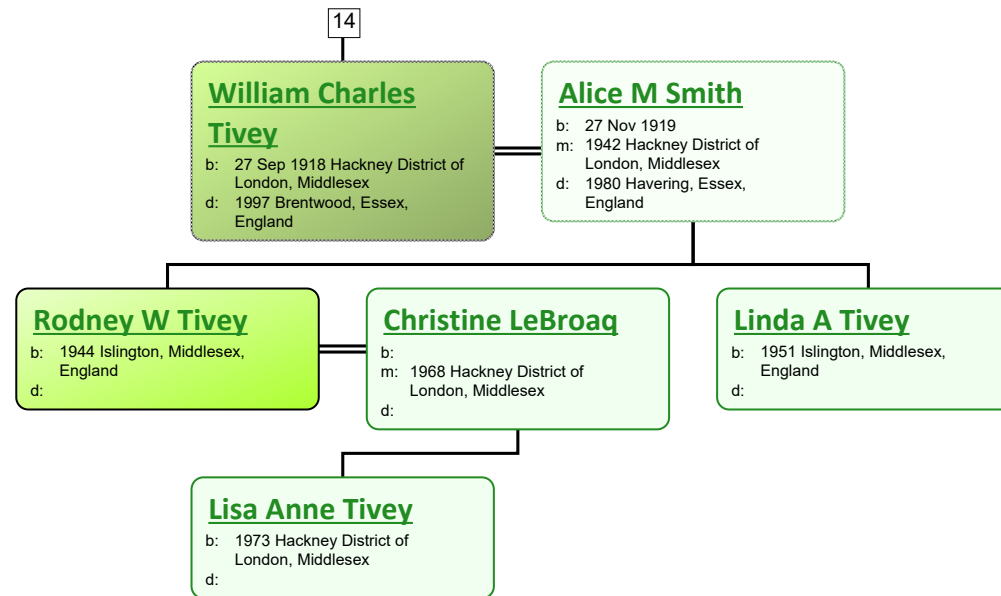 14
William Charles
Tivey
b: 27 Sep 1918 Hackney District of
London, Middlesex
d: 1997 Brentwood, Essex,
England
Alice M Smith
b: 27 Nov 1919
m: 1942 Hackney District of
London, Middlesex
d: 1980 Havering, Essex,
England
Rodney W Tivey
b: 1944 Islington, Middlesex,
England
d:
Christine LeBroaq
b:
m: 1968 Hackney District of
London, Middlesex
d:
Linda A Tivey
b: 1951 Islington, Middlesex,
England
d:
Lisa Anne Tivey
b: 1973 Hackney District of
London, Middlesex
d: